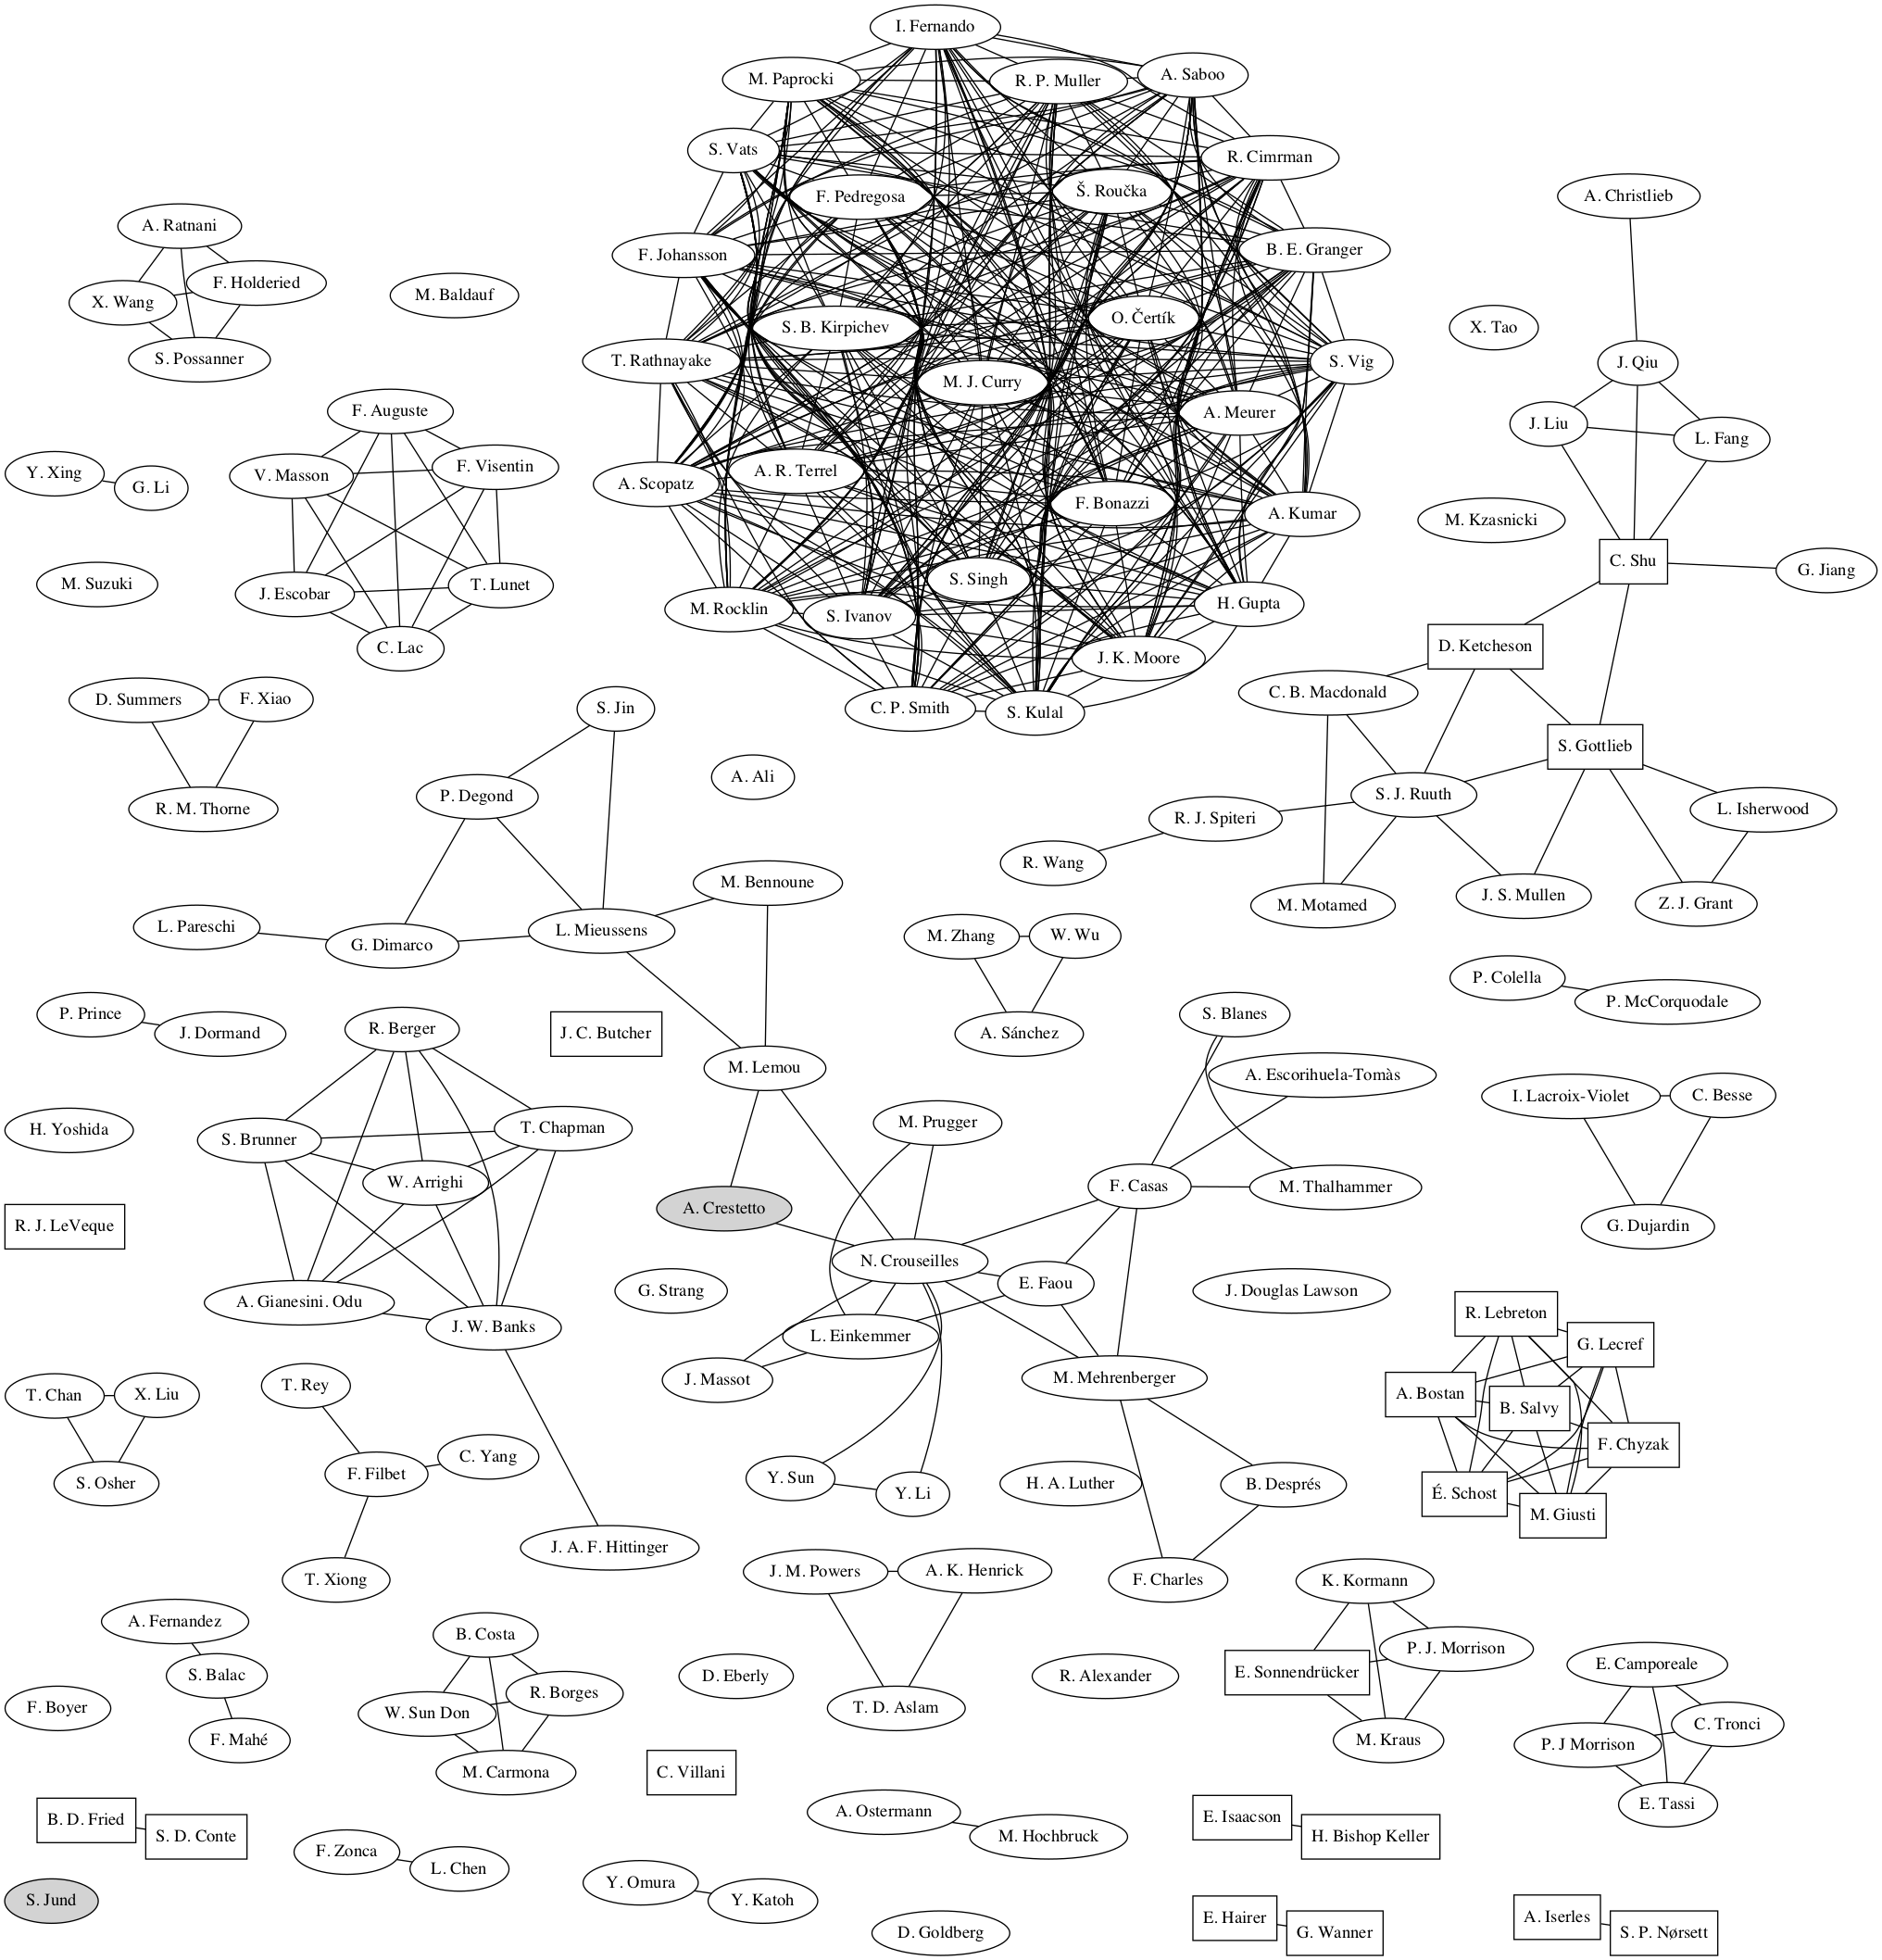 I. Fernando
M. Paprocki
R. P. Muller
A. Saboo
S. Vats
R. Cimrman
F. Pedregosa
Š. Roučka
A. Christlieb
A. Ratnani
F. Johansson
B. E. Granger
F. Holderied
X. Wang
M. Baldauf
S. B. Kirpichev
O. Čertík
X. Tao
S. Possanner
T. Rathnayake
M. J. Curry
S. Vig
J. Qiu
F. Auguste
A. Meurer
J. Liu
L. Fang
Y. Xing
G. Li
V. Masson
F. Visentin
A. Scopatz
A. R. Terrel
F. Bonazzi
A. Kumar
M. Kzasnicki
C. Shu
G. Jiang
M. Suzuki
J. Escobar
T. Lunet
S. Singh
M. Rocklin
S. Ivanov
H. Gupta
C. Lac
J. K. Moore
D. Ketcheson
D. Summers
F. Xiao
S. Jin
C. P. Smith
S. Kulal
C. B. Macdonald
S. Gottlieb
A. Ali
P. Degond
R. M. Thorne
S. J. Ruuth
R. J. Spiteri
L. Isherwood
R. Wang
M. Bennoune
M. Motamed
J. S. Mullen
Z. J. Grant
L. Pareschi
G. Dimarco
L. Mieussens
M. Zhang
W. Wu
P. Colella
P. McCorquodale
P. Prince
J. Dormand
R. Berger
J. C. Butcher
A. Sánchez
S. Blanes
M. Lemou
A. Escorihuela-Tomàs
I. Lacroix-Violet
C. Besse
H. Yoshida
S. Brunner
T. Chapman
M. Prugger
W. Arrighi
F. Casas
M. Thalhammer
R. J. LeVeque
A. Crestetto
G. Dujardin
N. Crouseilles
E. Faou
G. Strang
J. Douglas Lawson
A. Gianesini. Odu
J. W. Banks
L. Einkemmer
R. Lebreton
G. Lecref
J. Massot
M. Mehrenberger
T. Chan
X. Liu
T. Rey
A. Bostan
B. Salvy
F. Chyzak
S. Osher
F. Filbet
C. Yang
Y. Sun
Y. Li
H. A. Luther
B. Després
É. Schost
M. Giusti
J. A. F. Hittinger
T. Xiong
J. M. Powers
A. K. Henrick
F. Charles
K. Kormann
A. Fernandez
B. Costa
P. J. Morrison
S. Balac
D. Eberly
R. Alexander
E. Sonnendrücker
E. Camporeale
F. Boyer
W. Sun Don
R. Borges
T. D. Aslam
C. Tronci
F. Mahé
M. Kraus
P. J Morrison
M. Carmona
C. Villani
E. Tassi
B. D. Fried
S. D. Conte
A. Ostermann
M. Hochbruck
E. Isaacson
H. Bishop Keller
F. Zonca
L. Chen
Y. Omura
Y. Katoh
S. Jund
D. Goldberg
E. Hairer
G. Wanner
A. Iserles
S. P. Nørsett